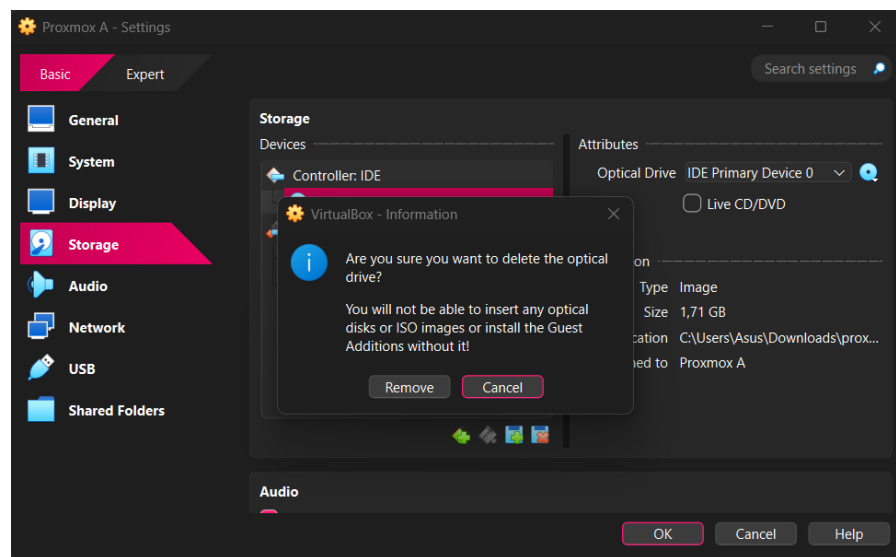 Proxmox A - Settings
Basic
Expert
Search settings
General
System
Display
Storage
Audio
Network
USB
Shared Folders
Storage
Devices
Controller: IDE
Attributes
Optical Drive IDE Primary Device 0
Live CD/DVD
VirtualBox - Information
Are you sure you want to delete the optical
drive?
You will not be able to insert any optical
disks or ISO images or install the Guest
Additions without it!
Remove
Cancel
on
Type Image
Size 1,71 GB
cation C:\Users\Asus\Downloads\prox...
ned to Proxmox A
Audio
OK
Cancel
Help